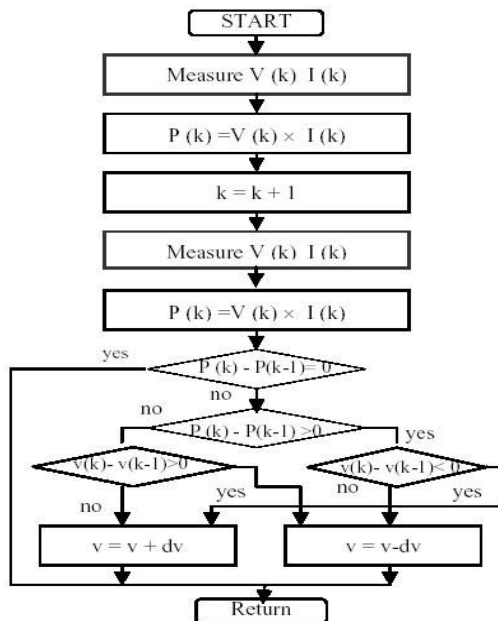 START
Measure V (k) I (k)
P (k) =V (k) × I (k)
k = k + 1
Measure V (k) I (k)
P (k) =V (k) × I (k)
yes
P (k) - P(k-1)= 0
no
no
P (k) - P(k-1) >0
yes
v(k)- v(k-1)>0
v(k)- v(k-1)< 0
no
yes
no
yes
v = v + dv
v = v-dv
Return